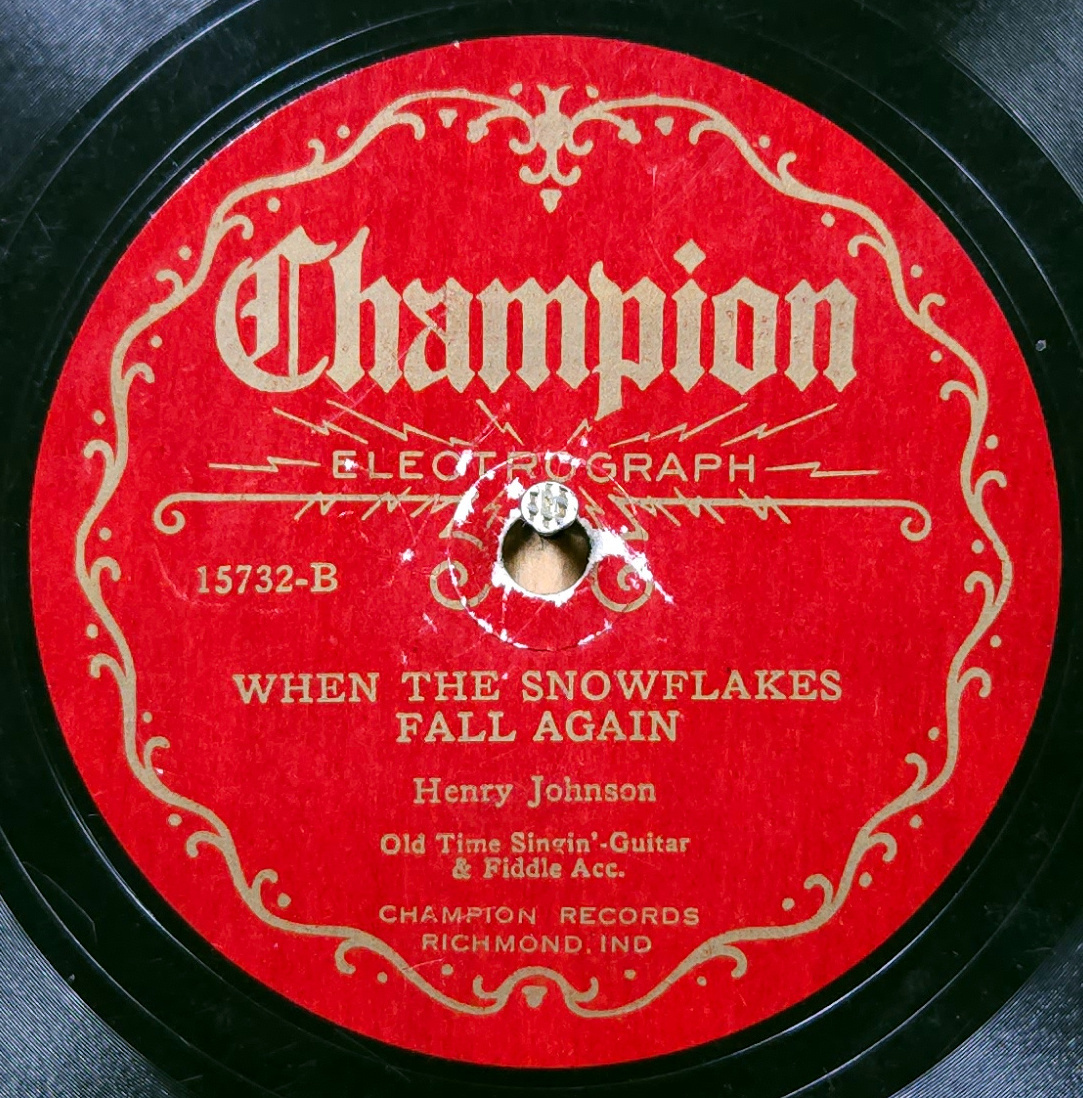 Champion
ELECTROGRAPH
15732-B
WHEN THE SNOWFLAKES
FALL AGAIN
Henry Johnson
Old Time Singin'-Guitar
& Fiddle Acc.
CHAMPION RECORDS
RICHMOND, IND